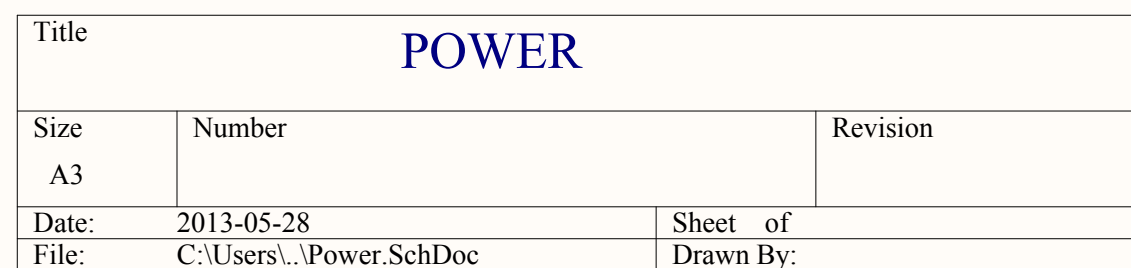 Title
POWER
Size Number Revision
A3
Date: 2013-05-28 Sheet of
File: C:\Users\..\Power.SchDoc Drawn By: